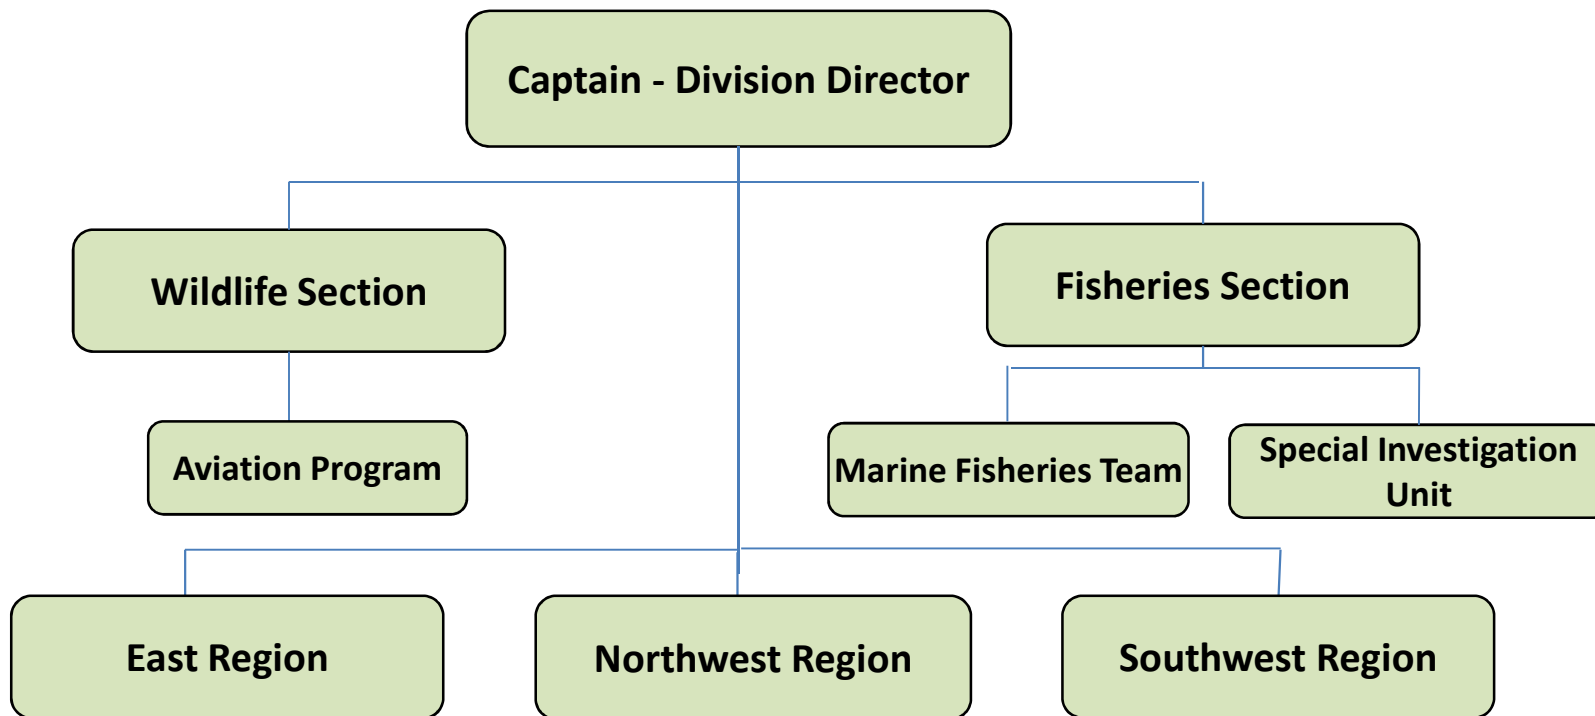 Captain - Division Director
Wildlife Section
Fisheries Section
Aviation Program
Marine Fisheries Team
Special Investigation
Unit
East Region
Northwest Region
Southwest Region